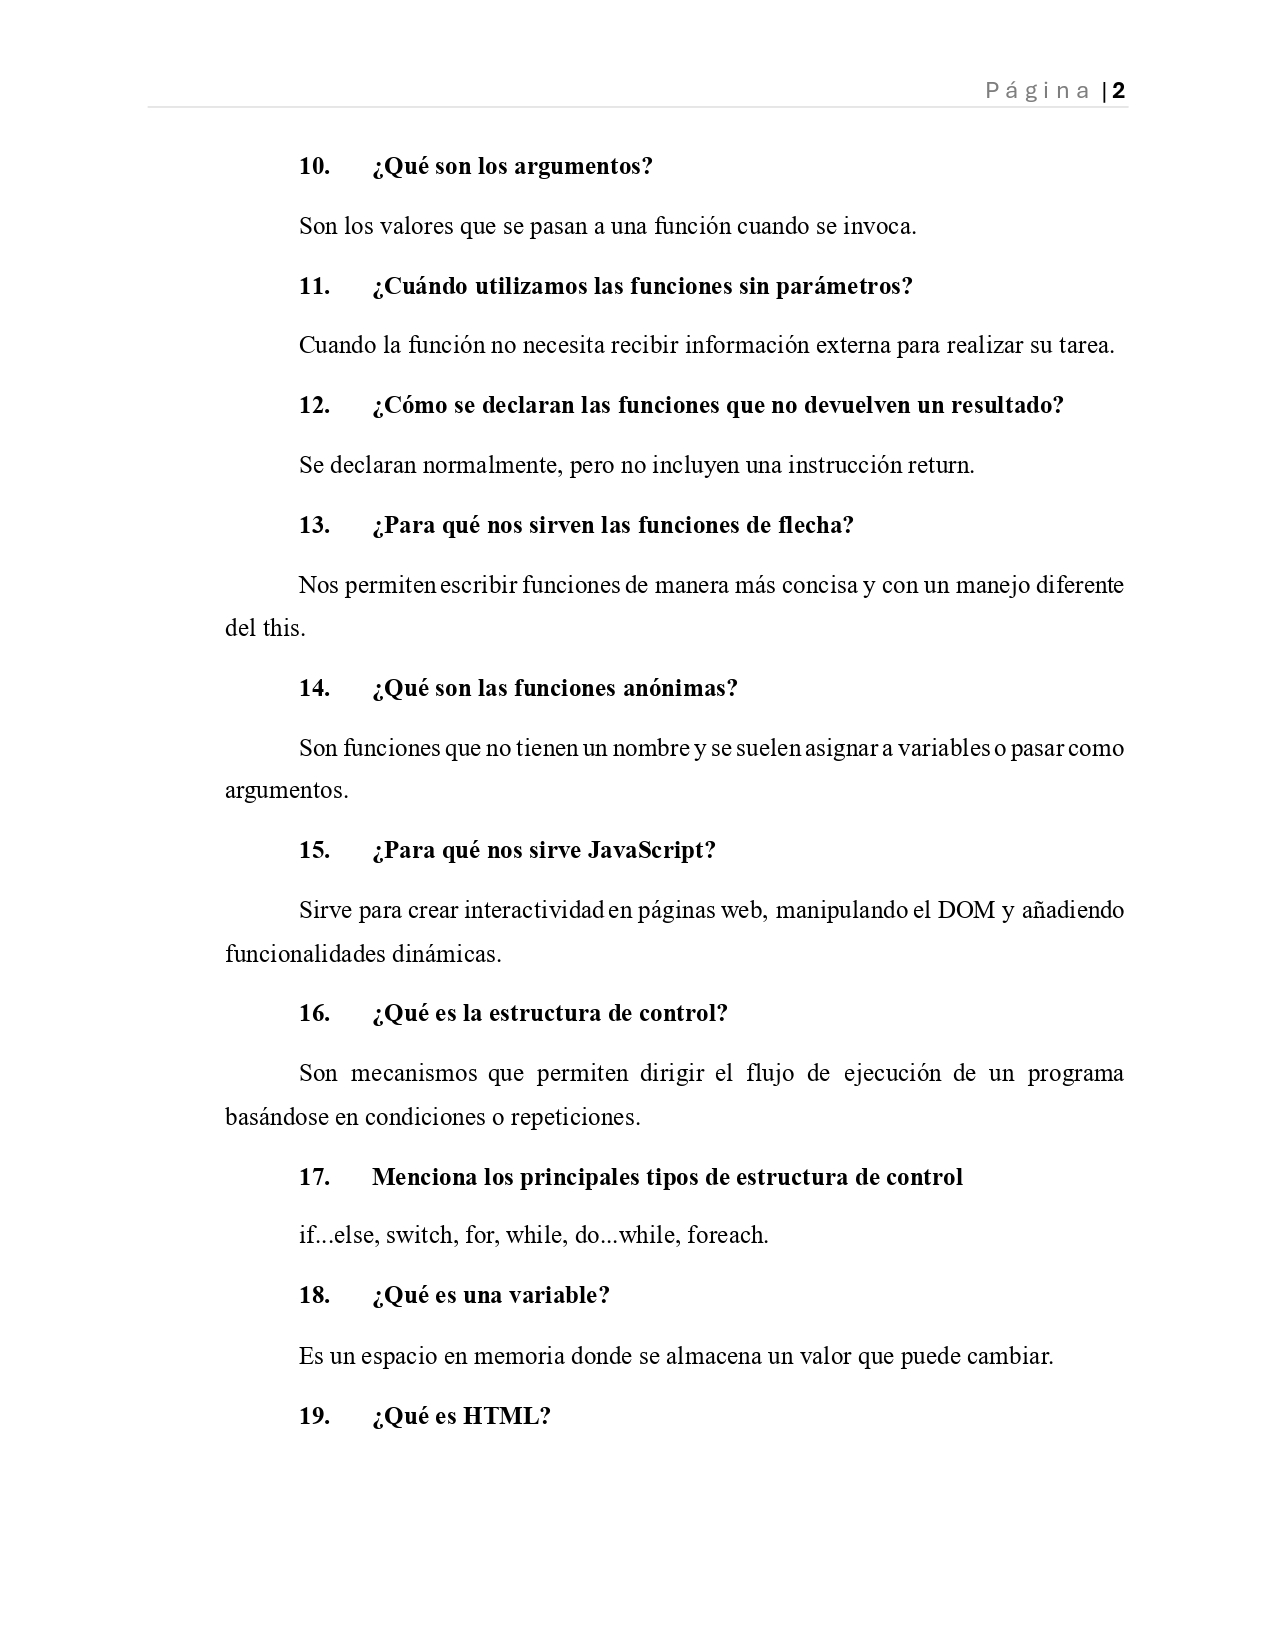 Página | 2
10. ¿Qué son los argumentos?
Son los valores que se pasan a una función cuando se invoca.
11. ¿Cuándo utilizamos las funciones sin parámetros?
Cuando la función no necesita recibir información externa para realizar su tarea.
12. ¿Cómo se declaran las funciones que no devuelven un resultado?
Se declaran normalmente, pero no incluyen una instrucción return.
13. ¿Para qué nos sirven las funciones de flecha?
Nos permiten escribir funciones de manera más concisa y con un manejo diferente
del this.
14. ¿Qué son las funciones anónimas?
Son funciones que no tienen un nombre y se suelen asignar a variables o pasar como
argumentos.
15. ¿Para qué nos sirve JavaScript?
Sirve para crear interactividad en páginas web, manipulando el DOM y añadiendo
funcionalidades dinámicas.
16. ¿Qué es la estructura de control?
Son mecanismos que permiten dirigir el flujo de ejecución de un programa
basándose en condiciones o repeticiones.
17. Menciona los principales tipos de estructura de control
if...else, switch, for, while, do...while, foreach.
18. ¿Qué es una variable?
Es un espacio en memoria donde se almacena un valor que puede cambiar.
19. ¿Qué es HTML?